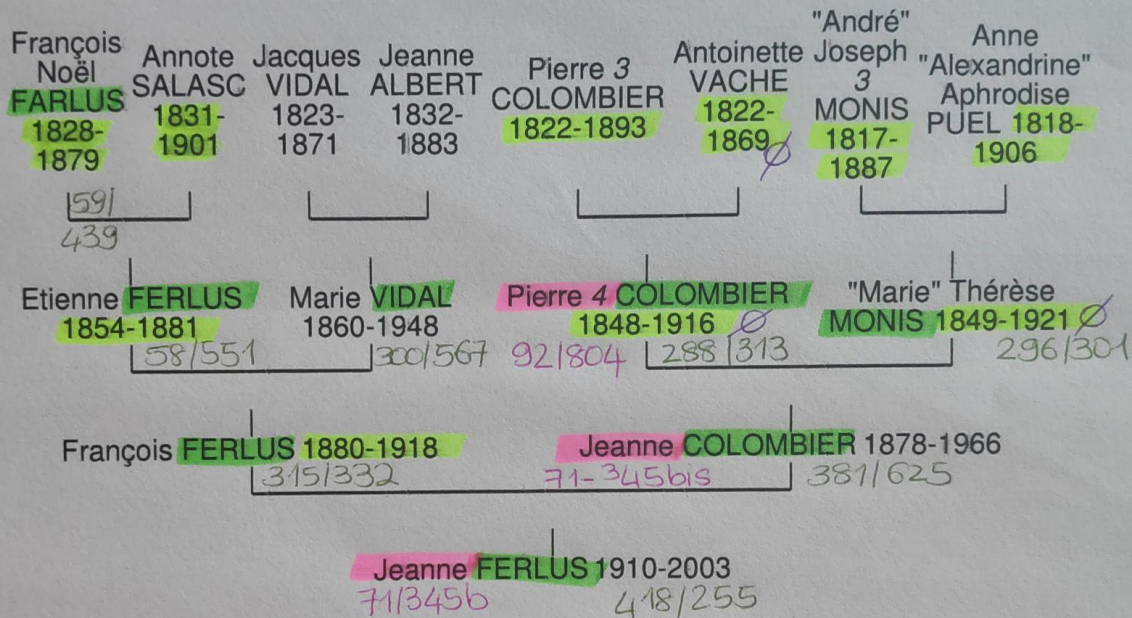 François
Noël
FARLUS
1828-
1879
Annote
SALASC
1831-
1901
Jacques
VIDAL
1823-
1871
Jeanne
ALBERT
1832-
1883
Pierre 3
COLOMBIER
1822-1893
Antoinette
VACHE
1822-
1869 Ø
"André"
Joseph
3
MONIS
1817-
1887
Anne
"Alexandrine"
Aphrodise
PUEL 1818-
1906
59/
439
Etienne FERLUS
1854-1881
58/551
Marie VIDAL
1860-1948
300/567
Pierre 4 COLOMBIER
1848-1916 Ø
92/804 288/313
"Marie" Thérèse
MONIS 1849-1921 Ø
296/301
François FERLUS 1880-1918
315/332
Jeanne COLOMBIER 1878-1966
71-345bis 381/625
Jeanne FERLUS 1910-2003
71/345b 418/255